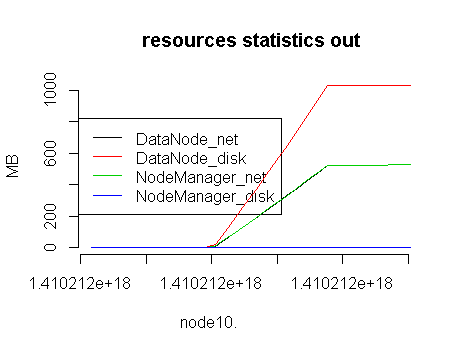 resources statistics out
MB
1000
600
200
0
DataNode_net
DataNode_disk
NodeManager_net
NodeManager_disk
1.410212e+18 1.410212e+18 1.410212e+18
node10.